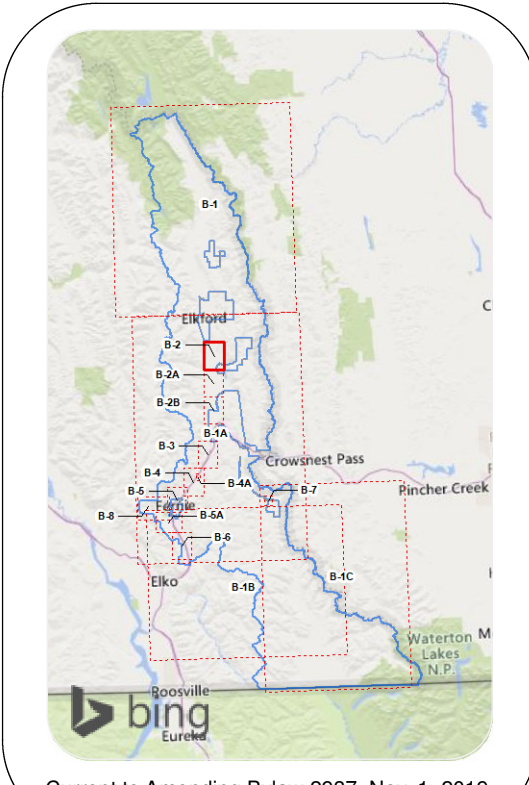 B-1
C
Elkford
B-2
B-2A
B-2B
B-1A
B-3
Crowsnest Pass
B-4
B-4A
B-5
B-7
Pincher Creek
Fernie
B-8
B-5A
B-6
Elko
B-1B
B-1C
Waterton
Lakes
N.P.
M
Roosville
bing
Eureka